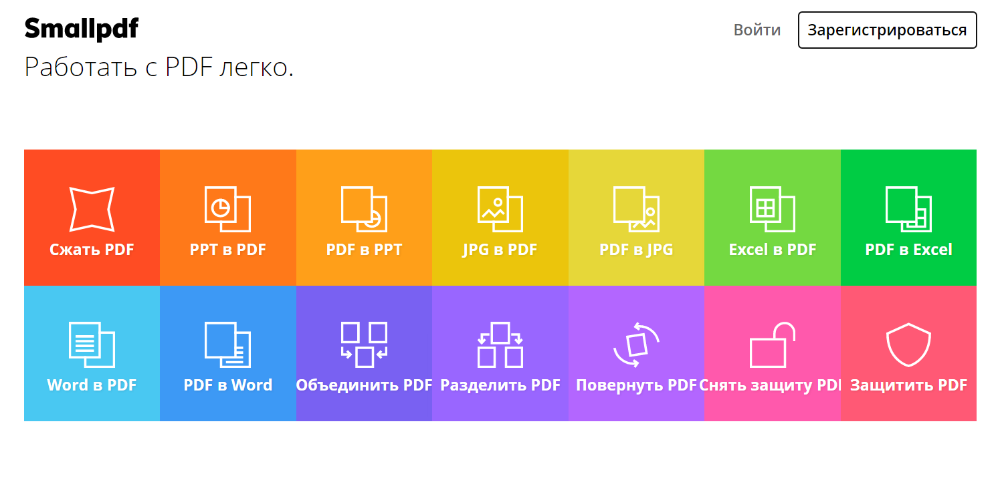 Smallpdf
Войти
Зарегистрироваться
Работать с PDF легко.
Сжать PDF
PPT в PDF
PDF в PPT
JPG в PDF
PDF в JPG
Excel в PDF
PDF в Excel
Word в PDF
PDF в Word
Объединить PDF
Разделить PDF
Повернуть PDF
Снять защиту PDF
Защитить PDF